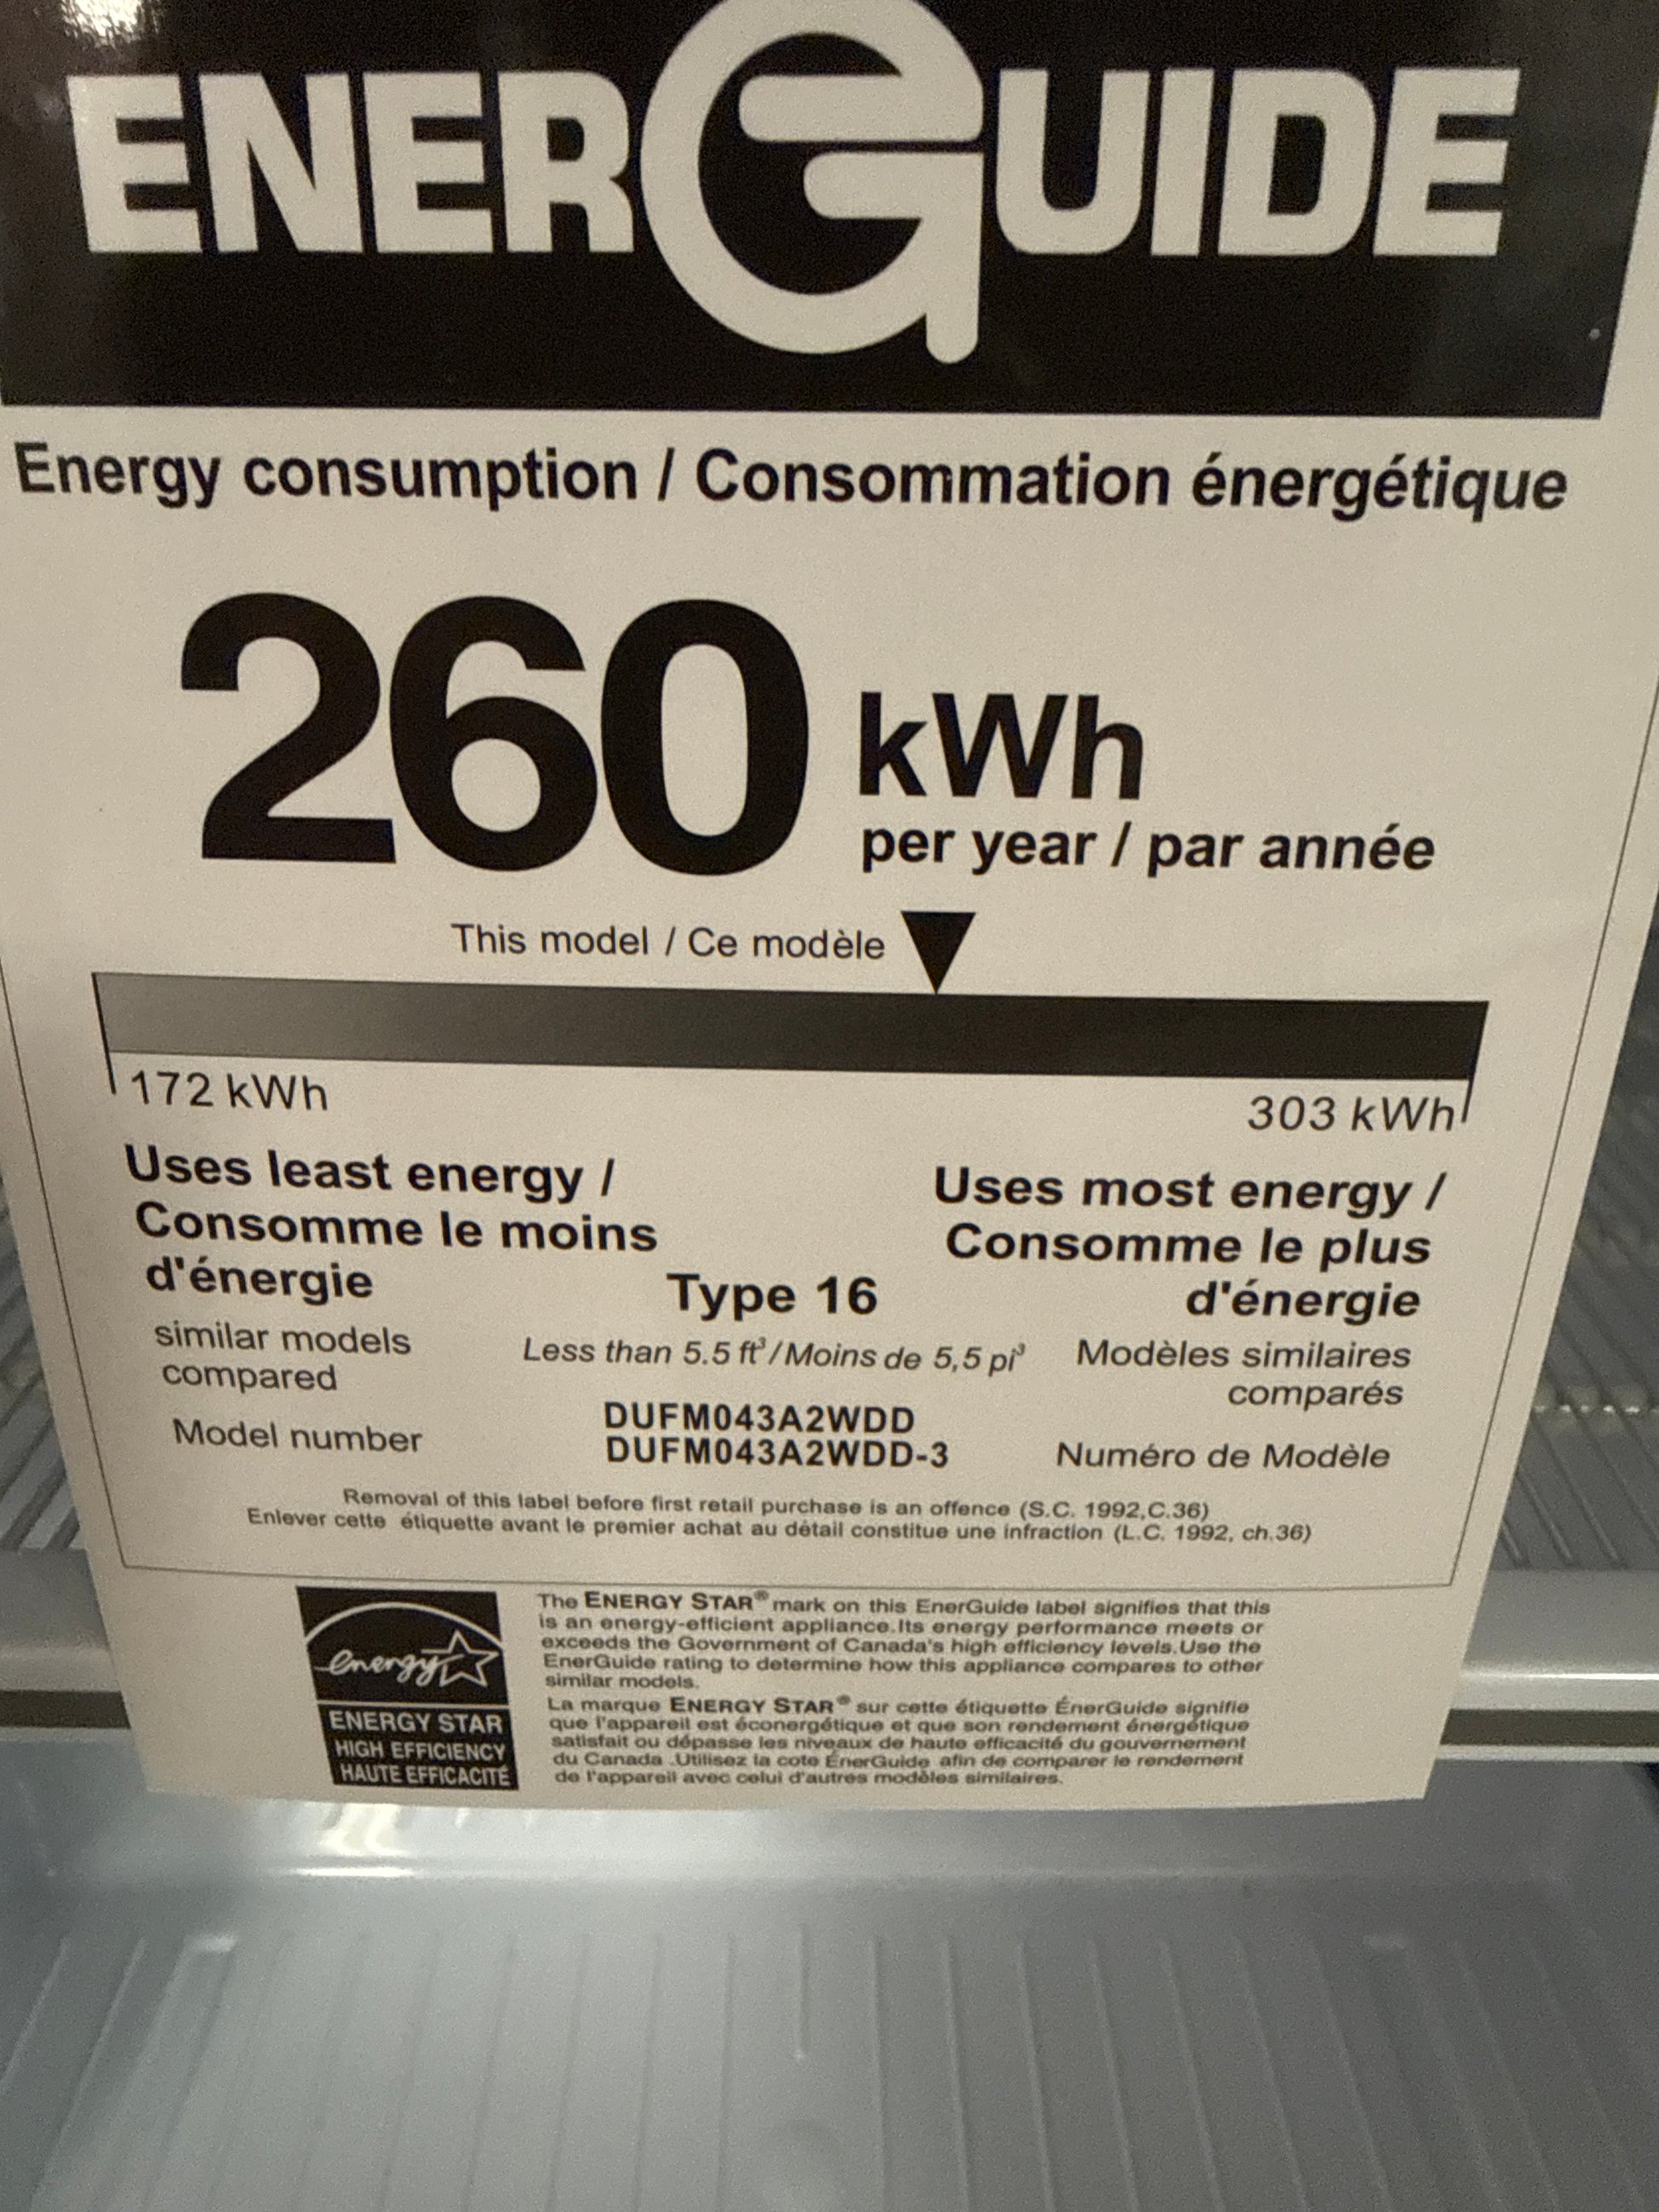 ENERGUIDE
Energy consumption / Consommation énergétique
260 kWh
per year / par année
This model / Ce modèle
172 kWh
303 kWh
Uses least energy /
Consomme le moins
d'énergie
similar models
compared
Uses most energy /
Consomme le plus
d'énergie
Modèles similaires
comparés
Type 16
Less than 5.5 ft³/Moins de 5,5 pi³
Model number
DUFM043A2WDD
DUFM043A2WDD-3
Numéro de Modèle
Removal of this label before first retail purchase is an offence (S.C. 1992,C.36)
Enlever cette étiquette avant le premier achat au détail constitue une infraction (L.C. 1992, ch.36)
energy
ENERGY STAR
HIGH EFFICIENCY
HAUTE EFFICACITÉ
The ENERGY STAR® mark on this EnerGuide label signifies that this
is an energy-efficient appliance.Its energy performance meets or
exceeds the Government of Canada's high efficiency levels.Use the
EnerGuide rating to determine how this appliance compares to other
similar models.
La marque ENERGY STAR® sur cette étiquette ÉnerGuide signifie
que l'appareil est éconergétique et que son rendement énergétique
satisfait ou dépasse les niveaux de haute efficacité du gouvernement
du Canada .Utilisez la cote ÉnerGuide afin de comparer le rendement
de l'appareil avec celui d'autres modèles similaires.